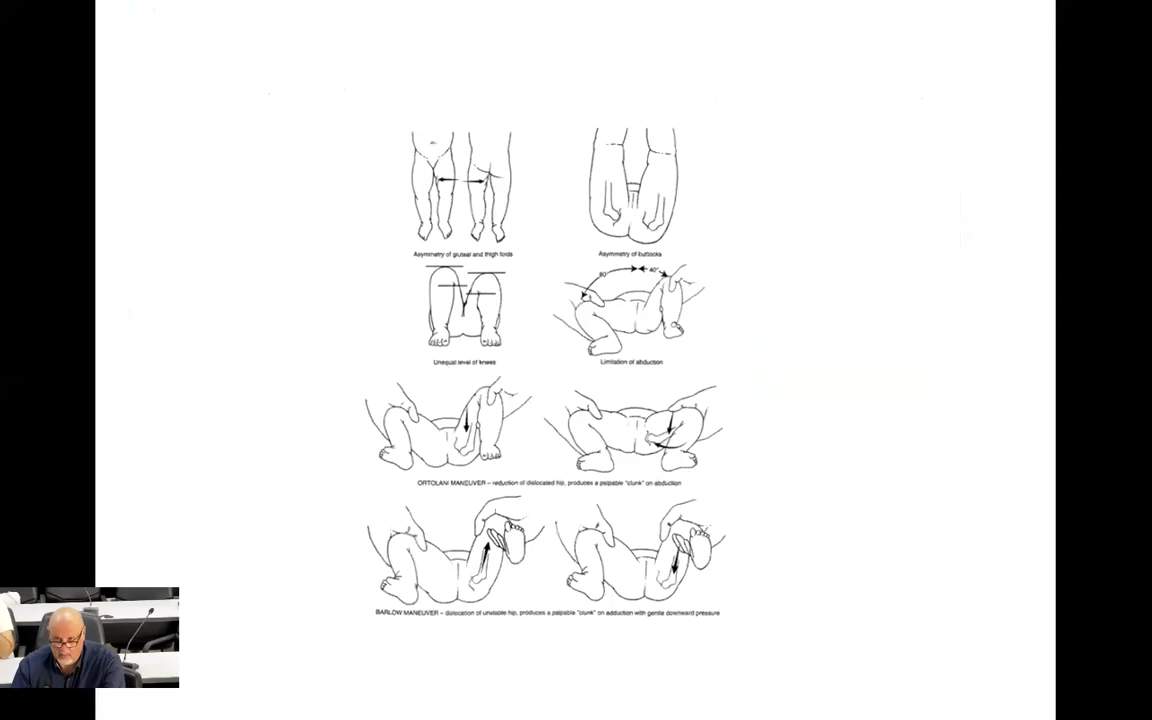 Asymmetry of gluteal and thigh folds
Asymmetry of buttocks
80°
40°
Unequal level of knees
Limitation of abduction
ORTOLANI MANEUVER – reduction of dislocated hip, produces a palpable "clunk" on abduction
BARLOW MANEUVER – dislocation of unstable hip, produces a palpable "clunk" on adduction with gentle downward pressure